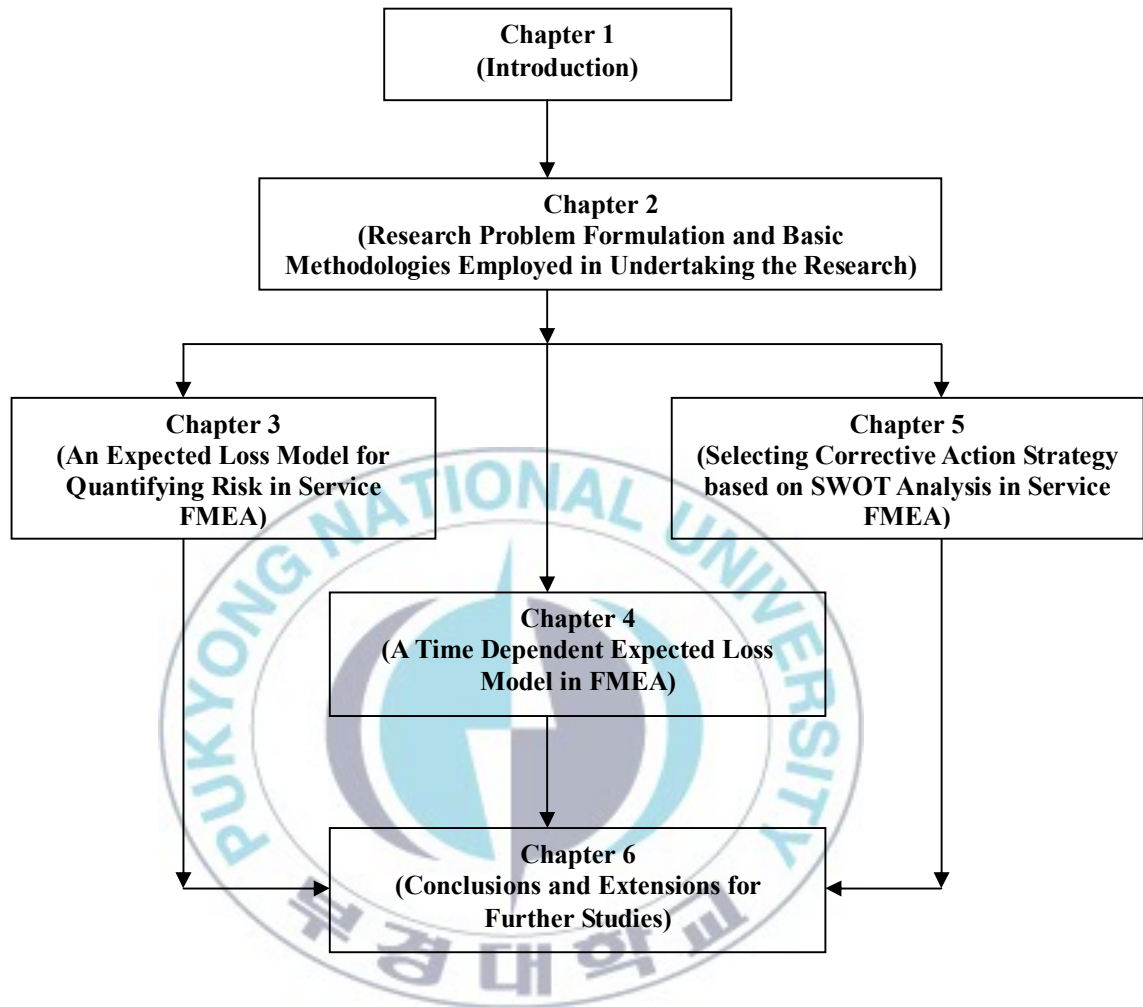 Chapter 1
(Introduction)
Chapter 2
(Research Problem Formulation and Basic
Methodologies Employed in Undertaking the Research)
Chapter 3
(An Expected Loss Model for
Quantifying Risk in Service
FMEA)
Chapter 5
(Selecting Corrective Action Strategy
based on SWOT Analysis in Service
FMEA)
Chapter 4
(A Time Dependent Expected Loss
Model in FMEA)
Chapter 6
(Conclusions and Extensions for
Further Studies)
PUKYONG NATIONAL UNIVERSITY
부경대학교